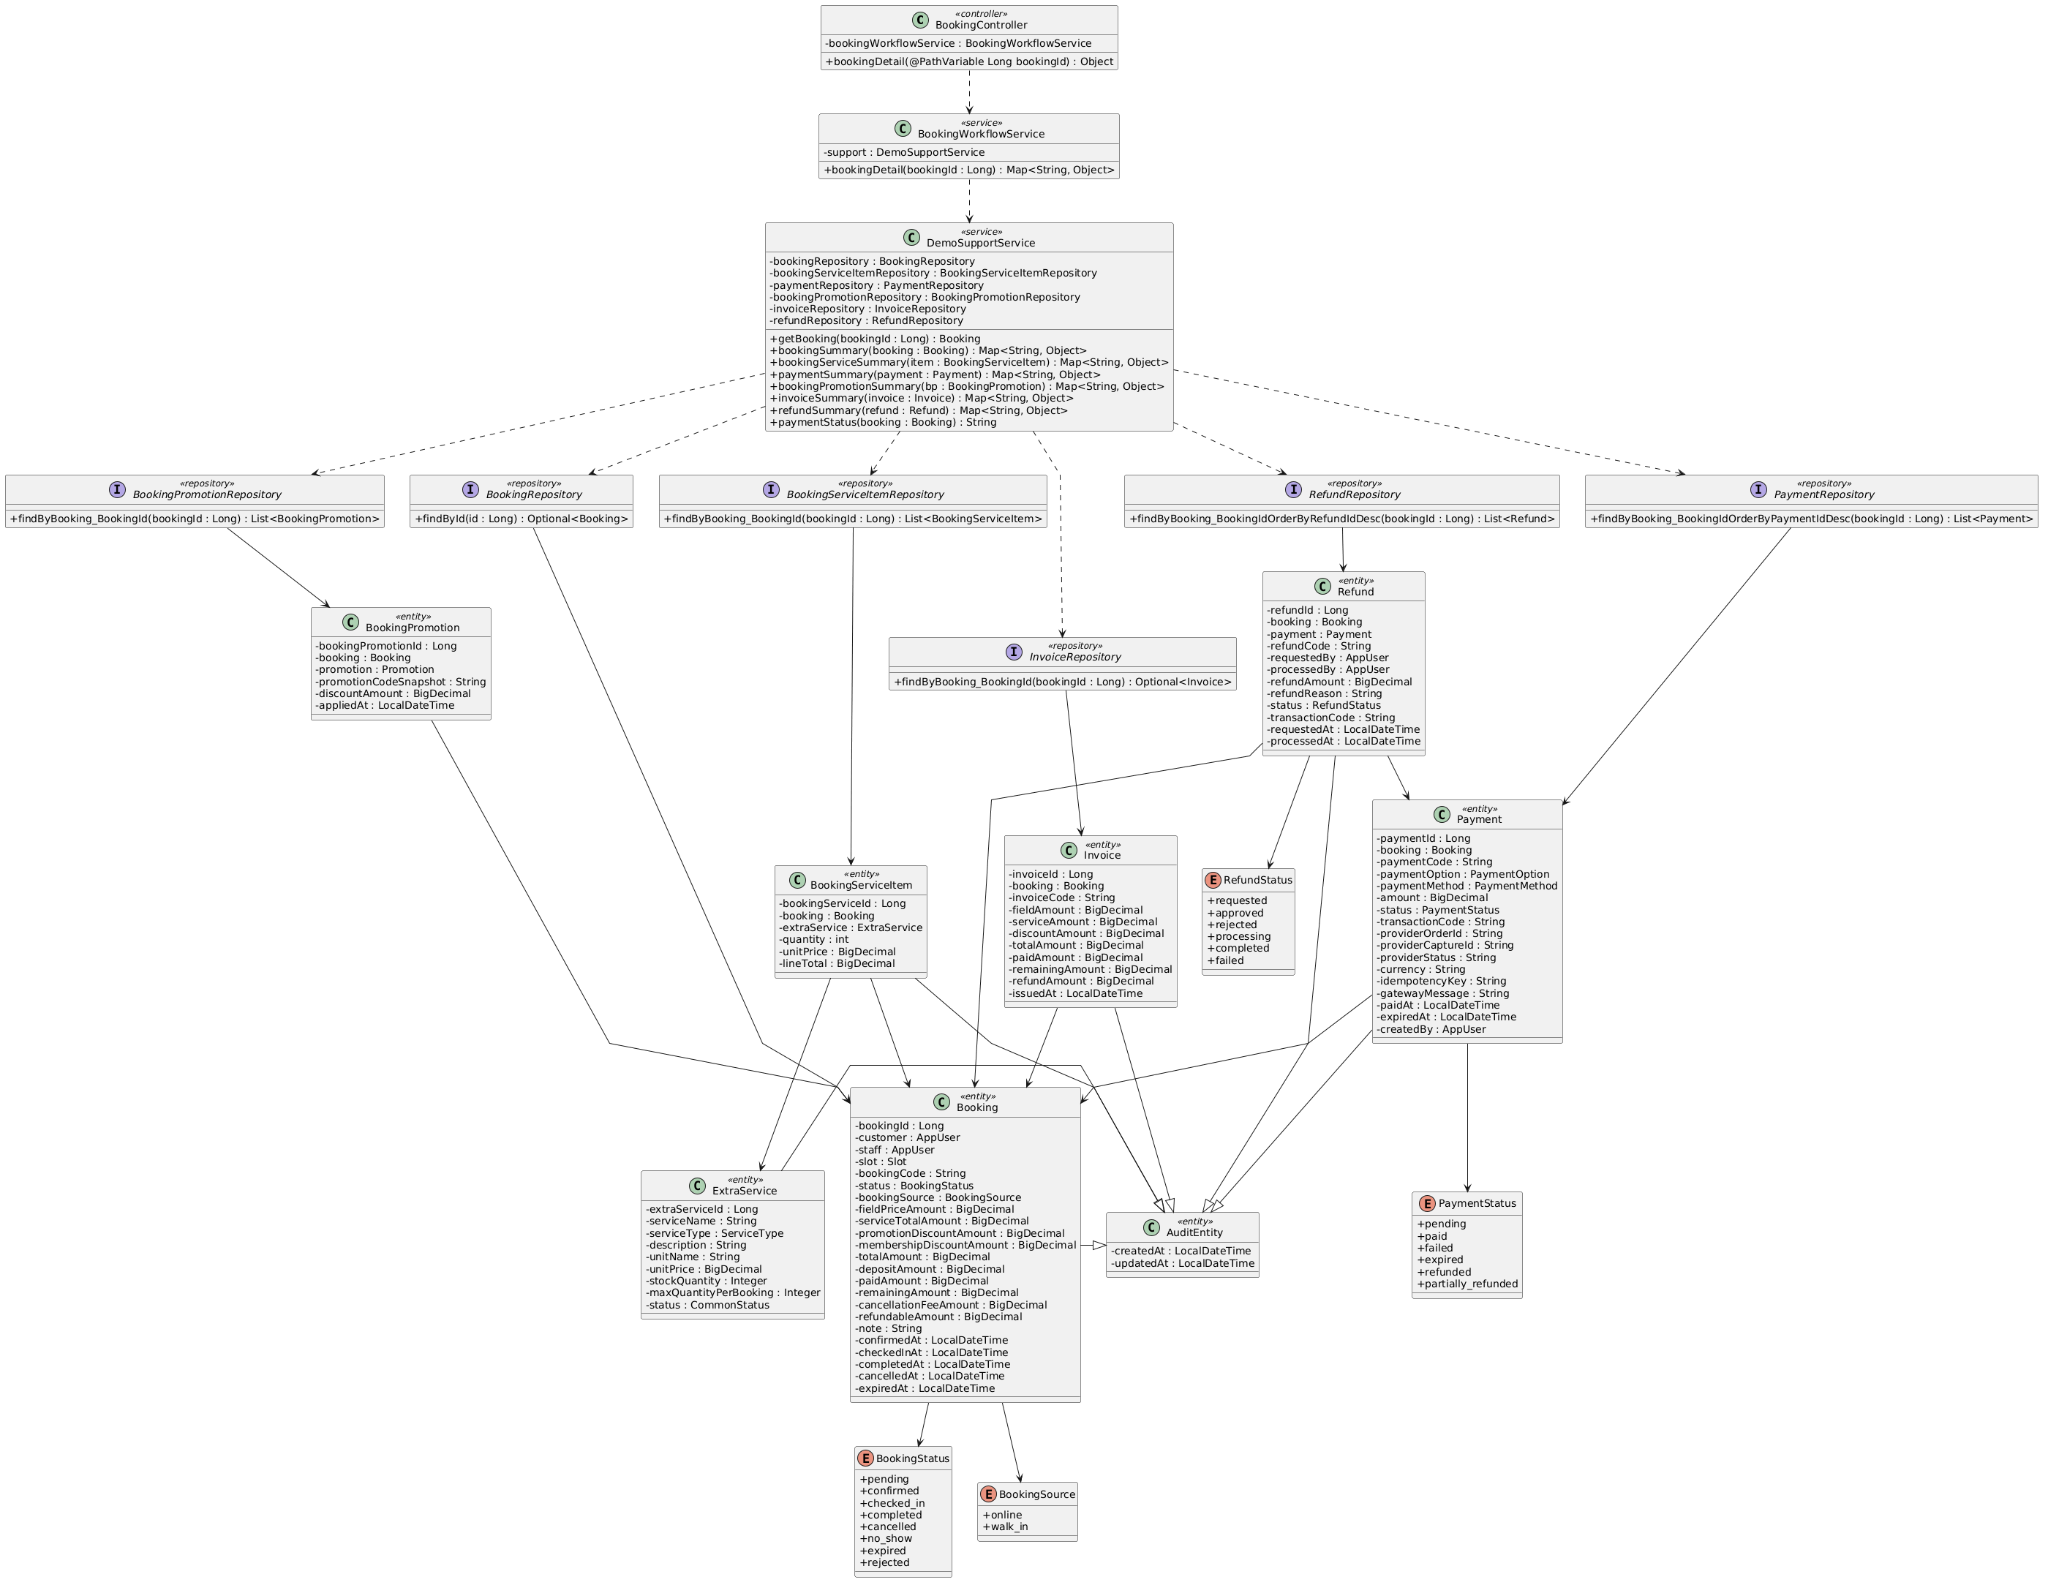 C «controller»
BookingController
-bookingWorkflowService : BookingWorkflowService
+bookingDetail(@PathVariable Long bookingId) : Object
C «service»
BookingWorkflowService
-support : DemoSupportService
+bookingDetail(bookingId : Long) : Map<String, Object>
C «service»
DemoSupportService
-bookingRepository : BookingRepository
-bookingServiceItemRepository : BookingServiceItemRepository
-paymentRepository : PaymentRepository
-bookingPromotionRepository : BookingPromotionRepository
-invoiceRepository : InvoiceRepository
-refundRepository : RefundRepository
+getBooking(bookingId : Long) : Booking
+bookingSummary(booking : Booking) : Map<String, Object>
+bookingServiceSummary(item : BookingServiceItem) : Map<String, Object>
+paymentSummary(payment : Payment) : Map<String, Object>
+bookingPromotionSummary(bp : BookingPromotion) : Map<String, Object>
+invoiceSummary(invoice : Invoice) : Map<String, Object>
+refundSummary(refund : Refund) : Map<String, Object>
+paymentStatus(booking : Booking) : String
I «repository»
BookingPromotionRepository
+findByBooking_BookingId(bookingId : Long) : List<BookingPromotion>
I «repository»
BookingRepository
+findById(id : Long) : Optional<Booking>
I «repository»
BookingServiceItemRepository
+findByBooking_BookingId(bookingId : Long) : List<BookingServiceItem>
I «repository»
RefundRepository
+findByBooking_BookingIdOrderByRefundIdDesc(bookingId : Long) : List<Refund>
I «repository»
PaymentRepository
+findByBooking_BookingIdOrderByPaymentIdDesc(bookingId : Long) : List<Payment>
C «entity»
BookingPromotion
-bookingPromotionId : Long
-booking : Booking
-promotion : Promotion
-promotionCodeSnapshot : String
-discountAmount : BigDecimal
-appliedAt : LocalDateTime
I «repository»
InvoiceRepository
+findByBooking_BookingId(bookingId : Long) : Optional<Invoice>
C «entity»
Refund
-refundId : Long
-booking : Booking
-payment : Payment
-refundCode : String
-requestedBy : AppUser
-processedBy : AppUser
-refundAmount : BigDecimal
-refundReason : String
-status : RefundStatus
-transactionCode : String
-requestedAt : LocalDateTime
-processedAt : LocalDateTime
C «entity»
BookingServiceItem
-bookingServiceId : Long
-booking : Booking
-extraService : ExtraService
-quantity : int
-unitPrice : BigDecimal
-lineTotal : BigDecimal
C «entity»
Invoice
-invoiceId : Long
-booking : Booking
-invoiceCode : String
-fieldAmount : BigDecimal
-serviceAmount : BigDecimal
-discountAmount : BigDecimal
-totalAmount : BigDecimal
-paidAmount : BigDecimal
-remainingAmount : BigDecimal
-refundAmount : BigDecimal
-issuedAt : LocalDateTime
E RefundStatus
+requested
+approved
+rejected
+processing
+completed
+failed
C «entity»
Payment
-paymentId : Long
-booking : Booking
-paymentCode : String
-paymentOption : PaymentOption
-paymentMethod : PaymentMethod
-amount : BigDecimal
-status : PaymentStatus
-transactionCode : String
-providerOrderId : String
-providerCaptureId : String
-providerStatus : String
-currency : String
-idempotencyKey : String
-gatewayMessage : String
-paidAt : LocalDateTime
-expiredAt : LocalDateTime
-createdBy : AppUser
C «entity»
ExtraService
-extraServiceId : Long
-serviceName : String
-serviceType : ServiceType
-description : String
-unitName : String
-unitPrice : BigDecimal
-stockQuantity : Integer
-maxQuantityPerBooking : Integer
-status : CommonStatus
C «entity»
Booking
-bookingId : Long
-customer : AppUser
-staff : AppUser
-slot : Slot
-bookingCode : String
-status : BookingStatus
-bookingSource : BookingSource
-fieldPriceAmount : BigDecimal
-serviceTotalAmount : BigDecimal
-promotionDiscountAmount : BigDecimal
-membershipDiscountAmount : BigDecimal
-totalAmount : BigDecimal
-depositAmount : BigDecimal
-paidAmount : BigDecimal
-remainingAmount : BigDecimal
-cancellationFeeAmount : BigDecimal
-refundableAmount : BigDecimal
-note : String
-confirmedAt : LocalDateTime
-checkedInAt : LocalDateTime
-completedAt : LocalDateTime
-cancelledAt : LocalDateTime
-expiredAt : LocalDateTime
C «entity»
AuditEntity
-createdAt : LocalDateTime
-updatedAt : LocalDateTime
E PaymentStatus
+pending
+paid
+failed
+expired
+refunded
+partially_refunded
E BookingStatus
+pending
+confirmed
+checked_in
+completed
+cancelled
+no_show
+expired
+rejected
E BookingSource
+online
+walk_in